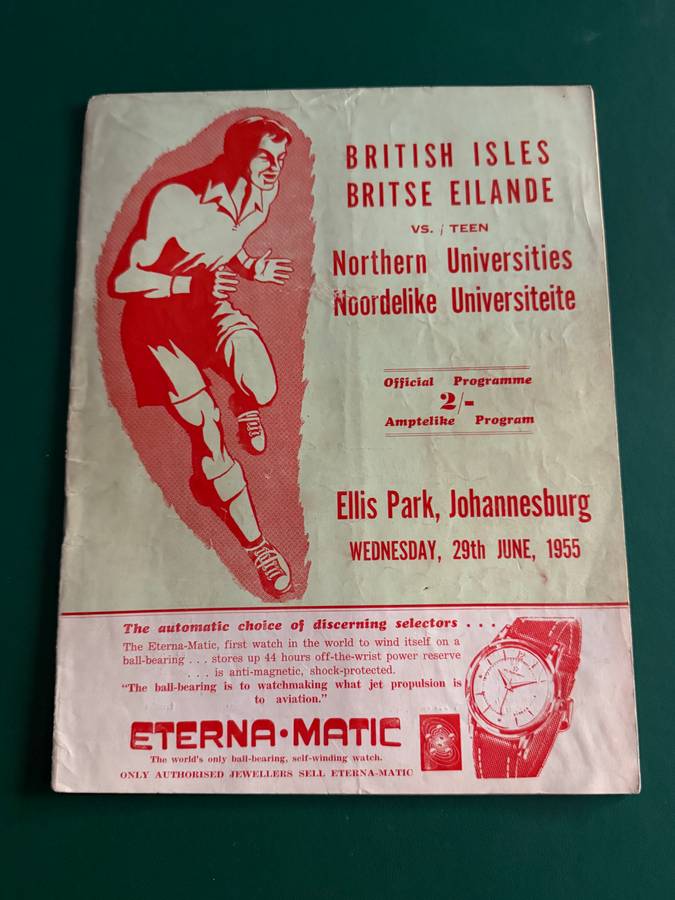 BRITISH ISLES
BRITSE EILANDE
VS. / TEEN
Northern Universities
Noordelike Universiteite
Official Programme
2/-
Amptelike Program
Ellis Park, Johannesburg
WEDNESDAY, 29th JUNE, 1955
The automatic choice of discerning selectors . . .
The Eterna-Matic, first watch in the world to wind itself on a
ball-bearing . . . stores up 44 hours off-the-wrist power reserve
. . . is anti-magnetic, shock-protected.
"The ball-bearing is to watchmaking what jet propulsion is
to aviation."
ETERNA·MATIC
The world's only ball-bearing, self-winding watch.
ONLY AUTHORISED JEWELLERS SELL ETERNA-MATIC